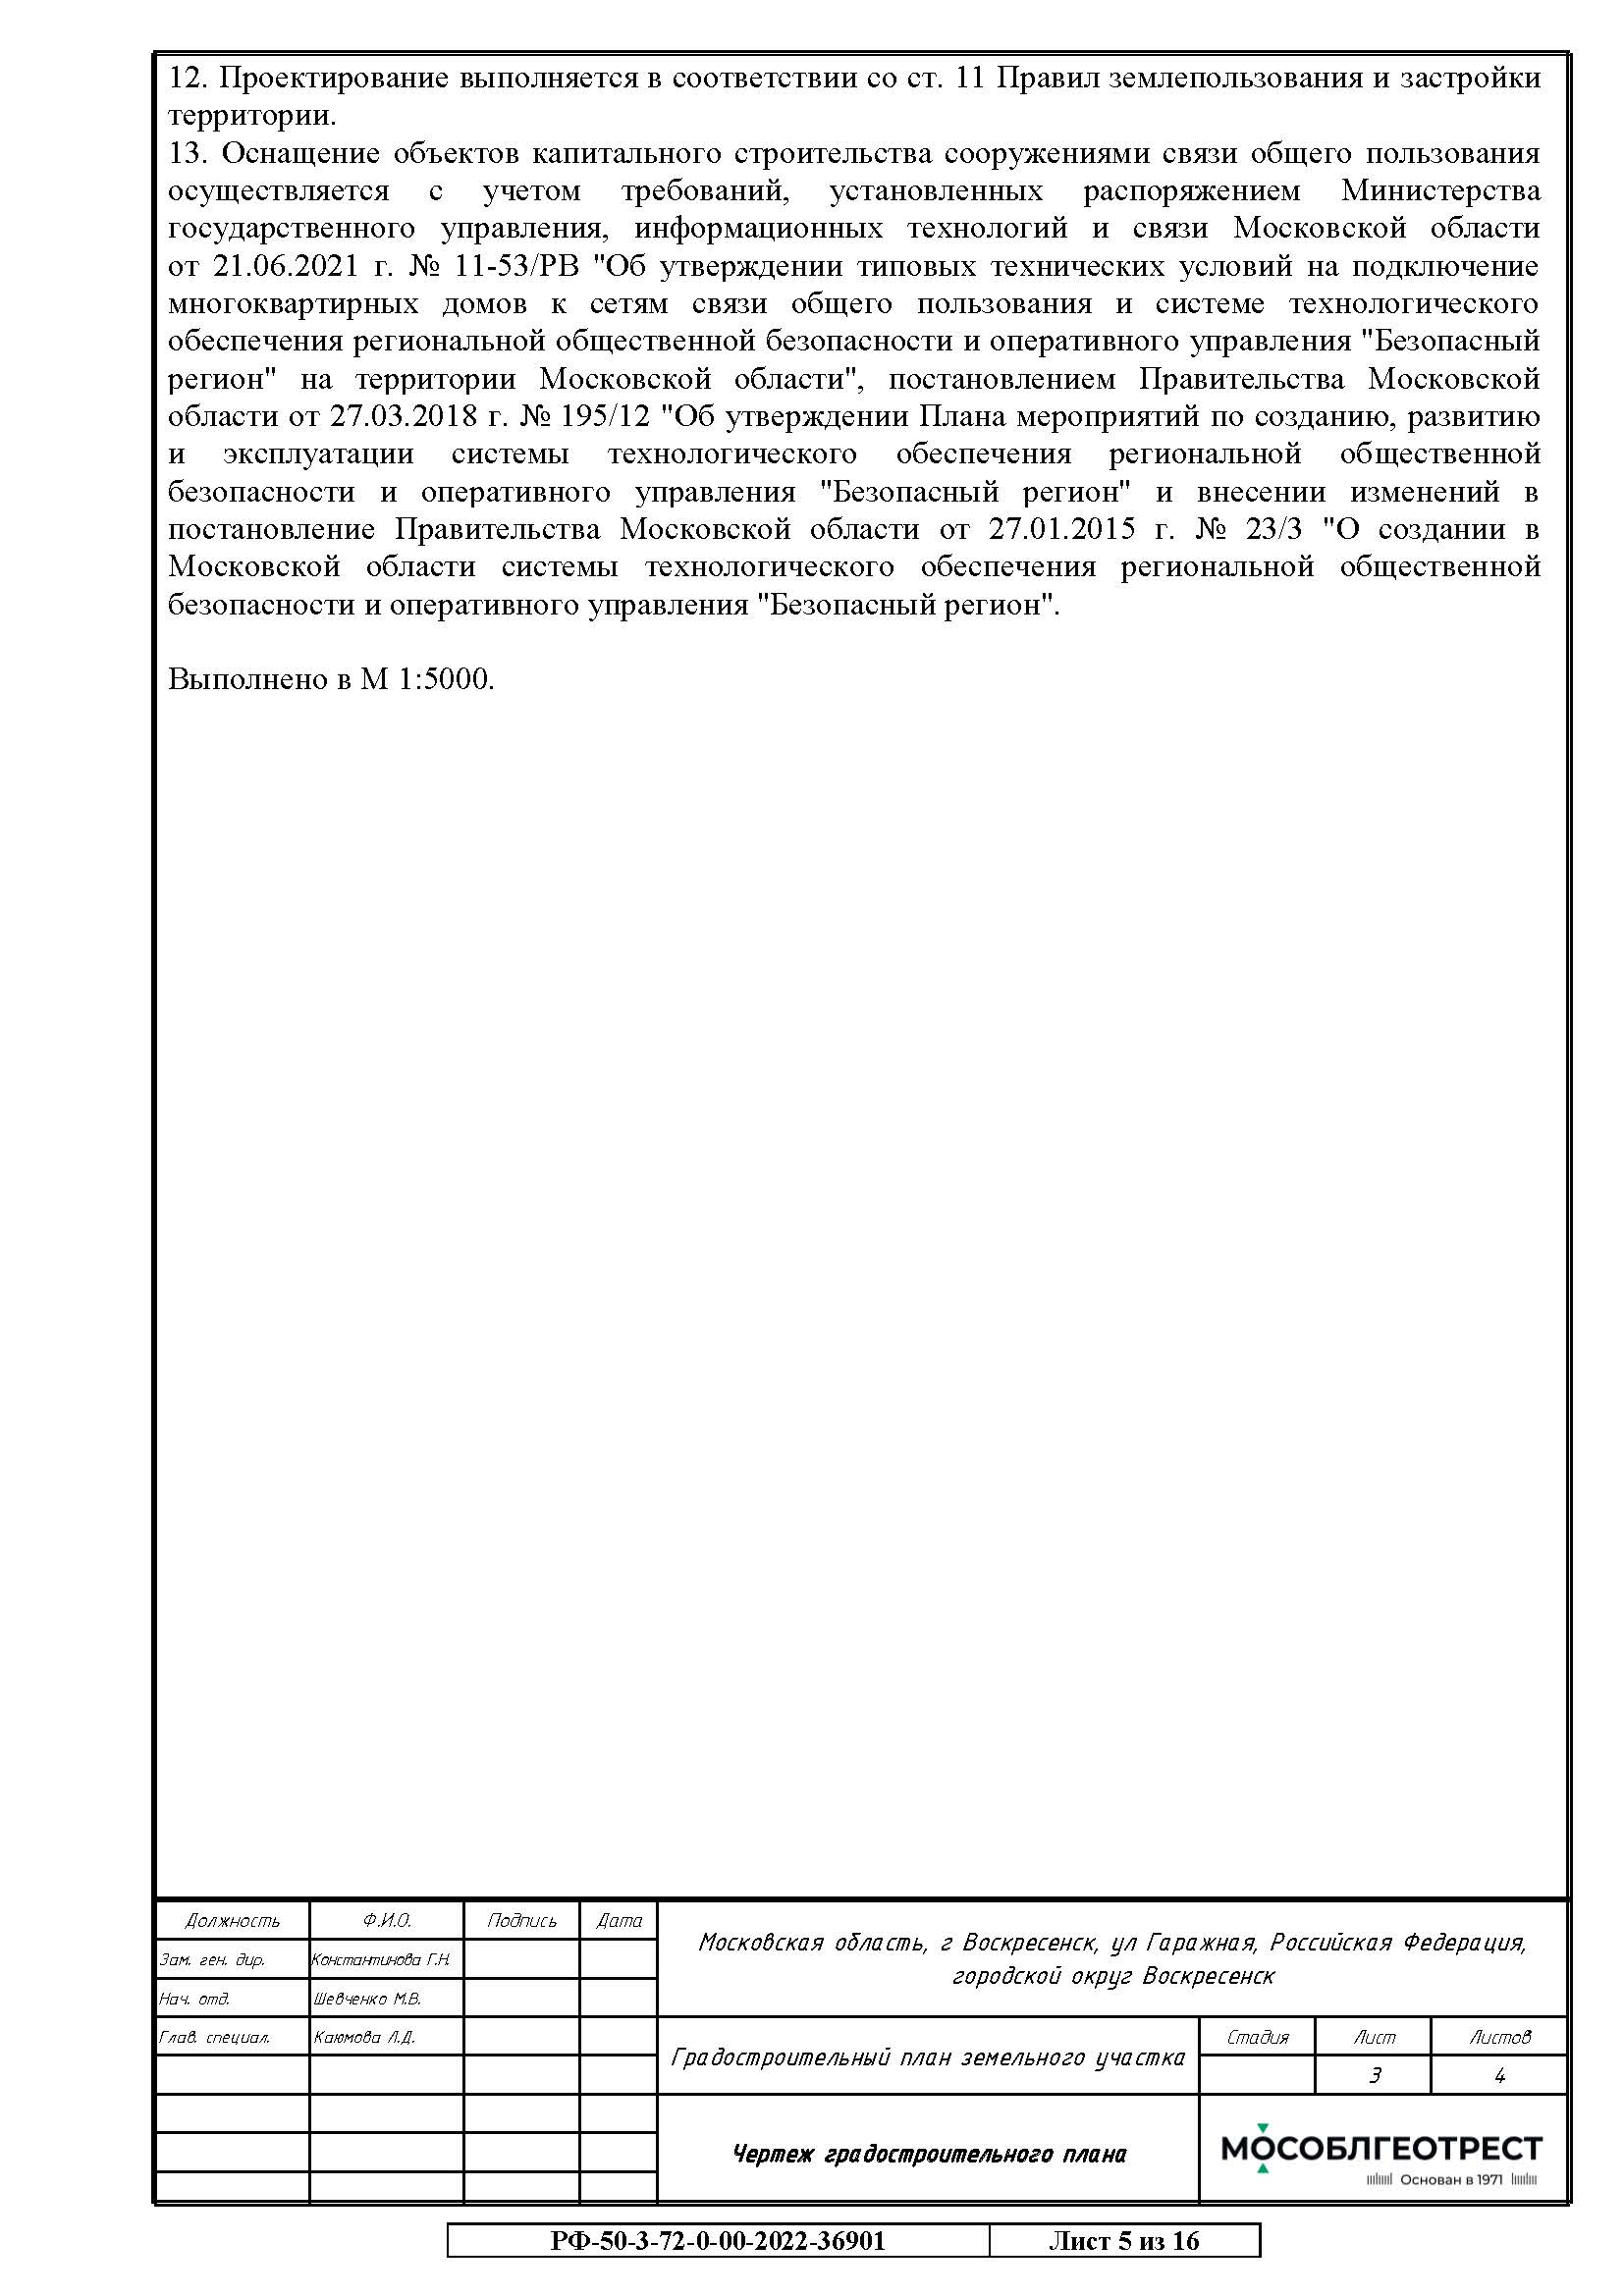 12. Проектирование выполняется в соответствии со ст. 11 Правил землепользования и застройки
территории.
13. Оснащение объектов капитального строительства сооружениями связи общего пользования
осуществляется с учетом требований, установленных распоряжением Министерства
государственного управления, информационных технологий и связи Московской области
от 21.06.2021 г. № 11-53/РВ "Об утверждении типовых технических условий на подключение
многоквартирных домов к сетям связи общего пользования и системе технологического
обеспечения региональной общественной безопасности и оперативного управления "Безопасный
регион" на территории Московской области", постановлением Правительства Московской
области от 27.03.2018 г. № 195/12 "Об утверждении Плана мероприятий по созданию, развитию
и эксплуатации системы технологического обеспечения региональной общественной
безопасности и оперативного управления "Безопасный регион" и внесении изменений в
постановление Правительства Московской области от 27.01.2015 г. № 23/3 "О создании в
Московской области системы технологического обеспечения региональной общественной
безопасности и оперативного управления "Безопасный регион".
Выполнено в М 1:5000.
Должность Ф.И.О. Подпись Дата
Зам. ген. дир. Константинова Г.Н.
Нач. отд. Шевченко М.В.
Глав. специал. Каюмова Л.Д.
Московская область, г Воскресенск, ул Гаражная, Российская Федерация,
городской округ Воскресенск
Градостроительный план земельного участка
Стадия Лист Листов
3 4
Чертеж градостроительного плана
МОСОБЛГЕОТРЕСТ
Основан в 1971
РФ-50-3-72-0-00-2022-36901 Лист 5 из 16